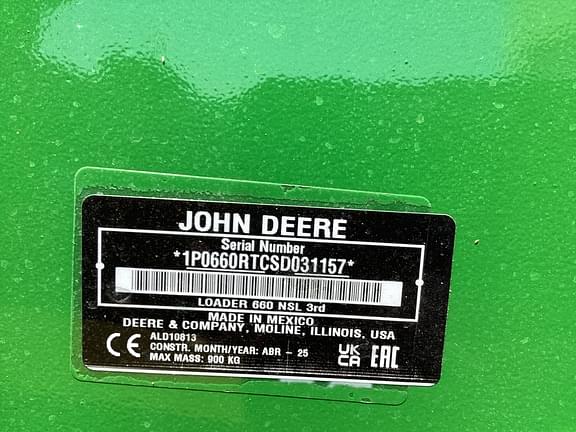 JOHN DEERE
Serial Number
*1P0660RTCSD031157*
LOADER 660 NSL 3rd
MADE IN MEXICO
DEERE & COMPANY, MOLINE, ILLINOIS, USA
CE ALD10813
CONSTR. MONTH/YEAR: ABR - 25
MAX MASS: 900 KG
UK
CA
EAC